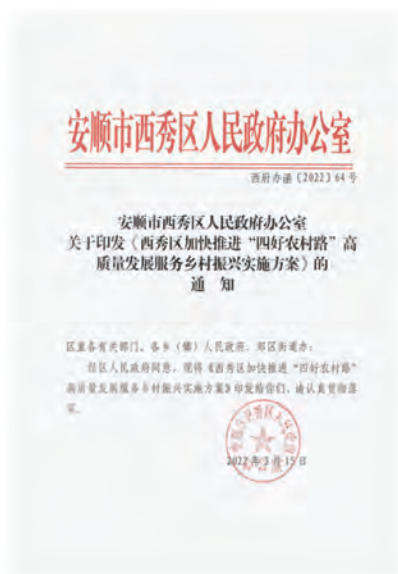 安顺市西秀区人民政府办公室
西府办函〔2022〕64号
安顺市西秀区人民政府办公室
关于印发《西秀区加快推进“四好农村路”高
质量发展服务乡村振兴实施方案》的
通 知
区直各有关部门、各乡（镇）人民政府、郊区街道办：
经区人民政府同意，现将《西秀区加快推进“四好农村路”
高质量发展服务乡村振兴实施方案》印发给你们，请认真贯彻落
实。
2022年3月15日